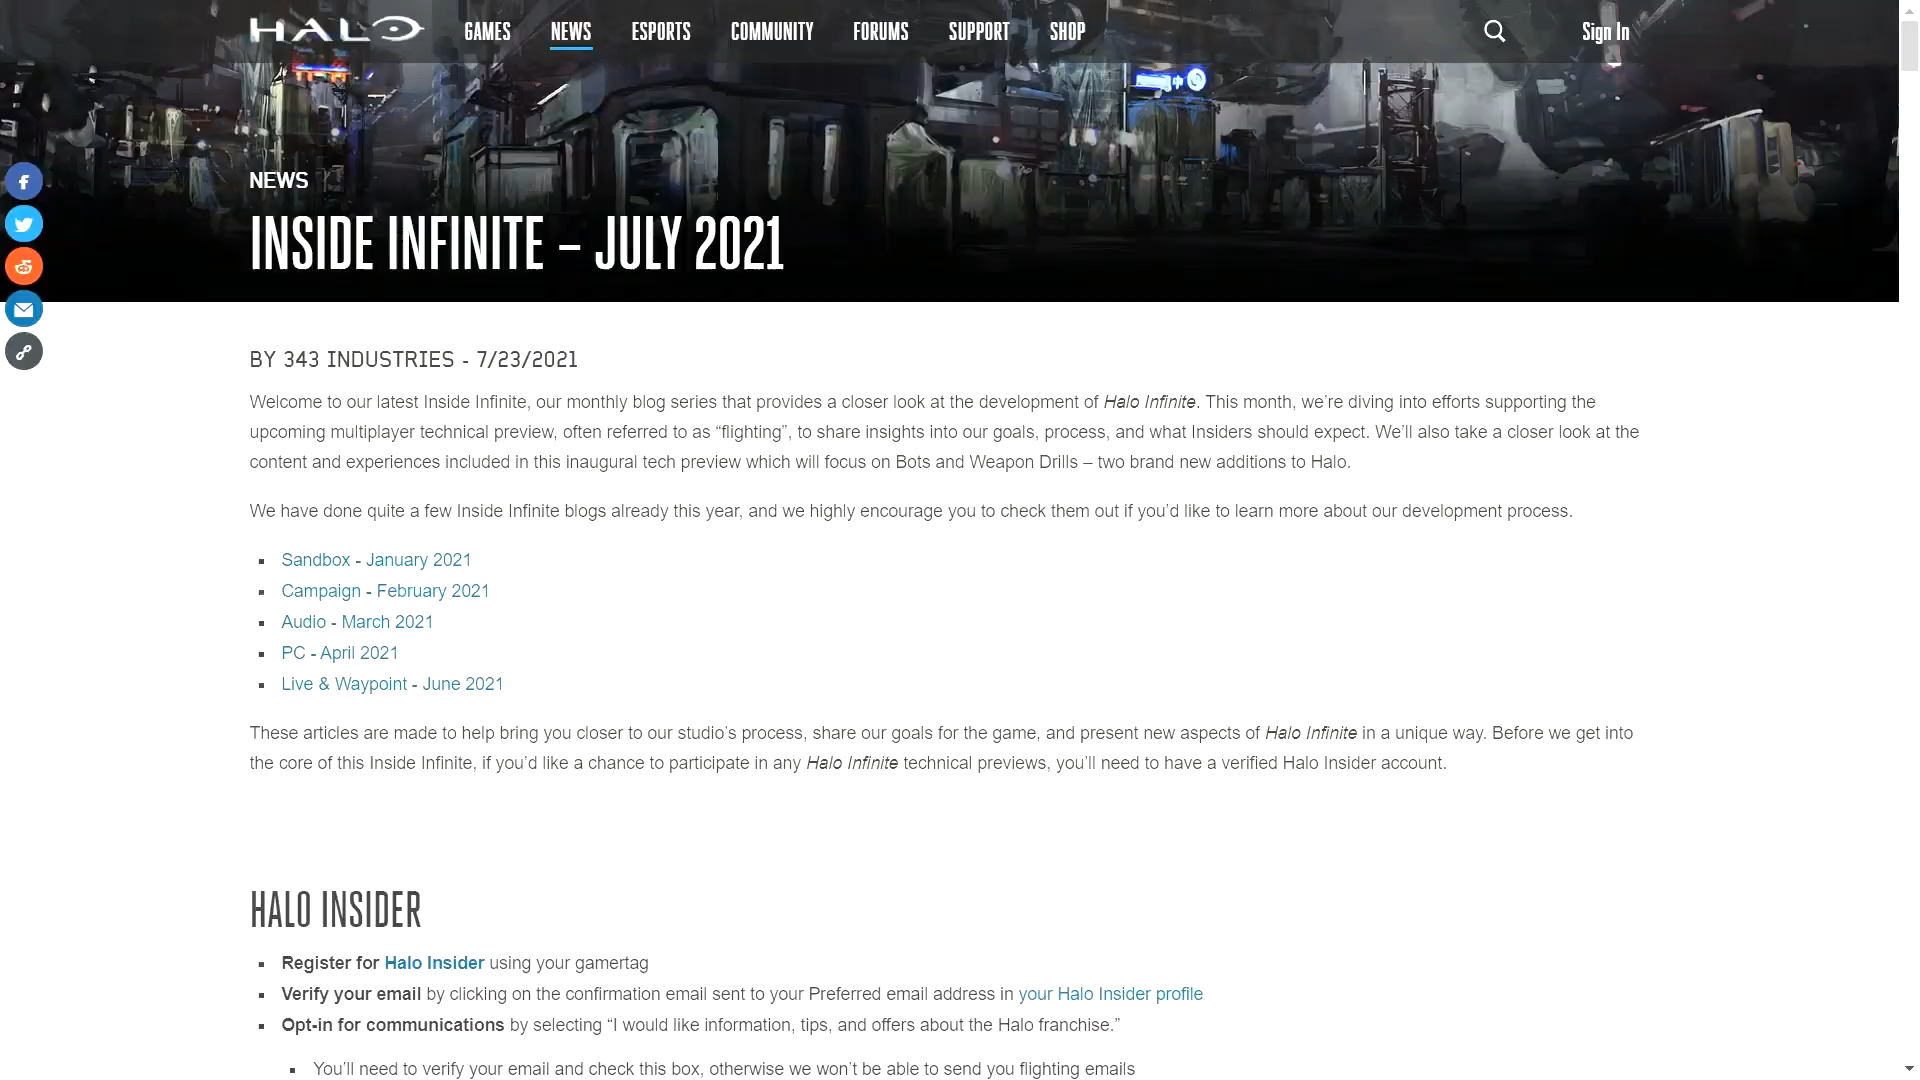 HALO GAMES NEWS ESPORTS COMMUNITY FORUMS SUPPORT SHOP Sign In
NEWS
INSIDE INFINITE – JULY 2021
BY 343 INDUSTRIES - 7/23/2021
Welcome to our latest Inside Infinite, our monthly blog series that provides a closer look at the development of Halo Infinite. This month, we’re diving into efforts supporting the
upcoming multiplayer technical preview, often referred to as “flighting”, to share insights into our goals, process, and what Insiders should expect. We’ll also take a closer look at the
content and experiences included in this inaugural tech preview which will focus on Bots and Weapon Drills – two brand new additions to Halo.
We have done quite a few Inside Infinite blogs already this year, and we highly encourage you to check them out if you’d like to learn more about our development process.
Sandbox - January 2021
Campaign - February 2021
Audio - March 2021
PC - April 2021
Live & Waypoint - June 2021
These articles are made to help bring you closer to our studio’s process, share our goals for the game, and present new aspects of Halo Infinite in a unique way. Before we get into
the core of this Inside Infinite, if you’d like a chance to participate in any Halo Infinite technical previews, you’ll need to have a verified Halo Insider account.
HALO INSIDER
Register for Halo Insider using your gamertag
Verify your email by clicking on the confirmation email sent to your Preferred email address in your Halo Insider profile
Opt-in for communications by selecting “I would like information, tips, and offers about the Halo franchise.”
You’ll need to verify your email and check this box, otherwise we won’t be able to send you flighting emails